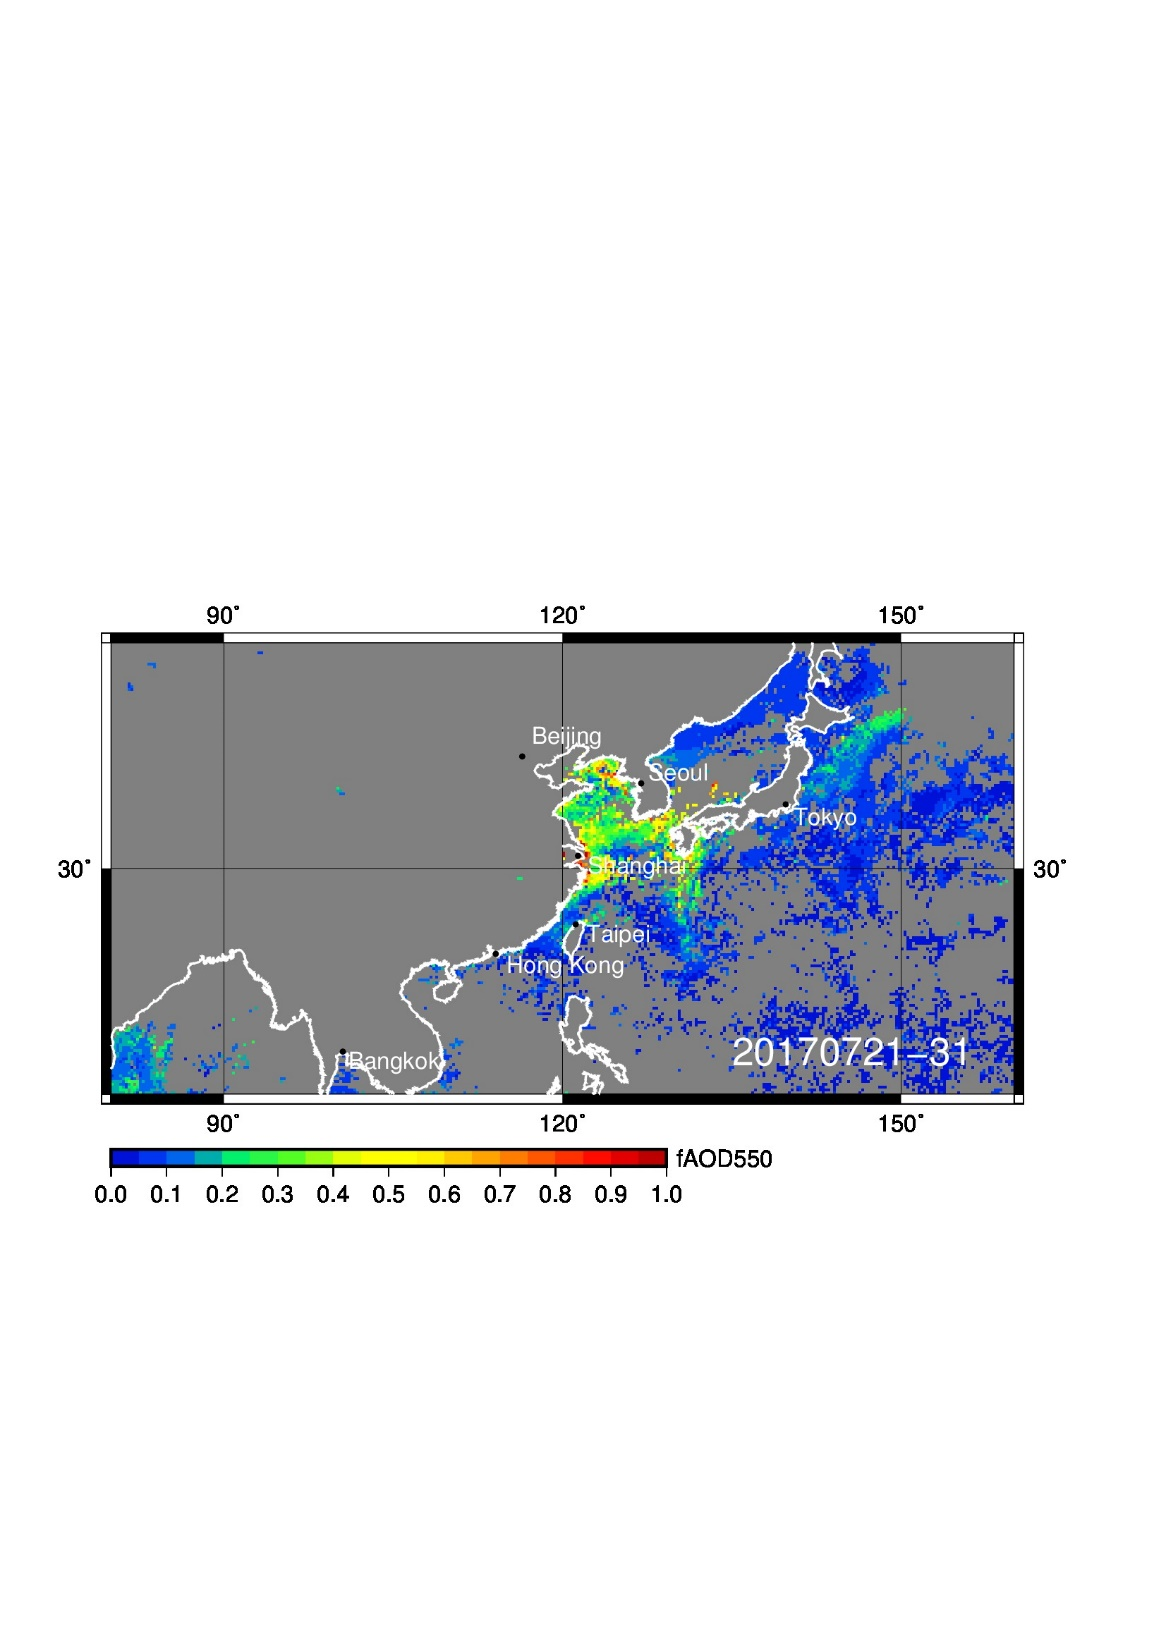 90° 120° 150°
Beijing
Seoul
Tokyo
30° Shanghai 30°
Taipei
Hong Kong
20170721-31
Bangkok
90° 120° 150°
fAOD550
0.0 0.1 0.2 0.3 0.4 0.5 0.6 0.7 0.8 0.9 1.0